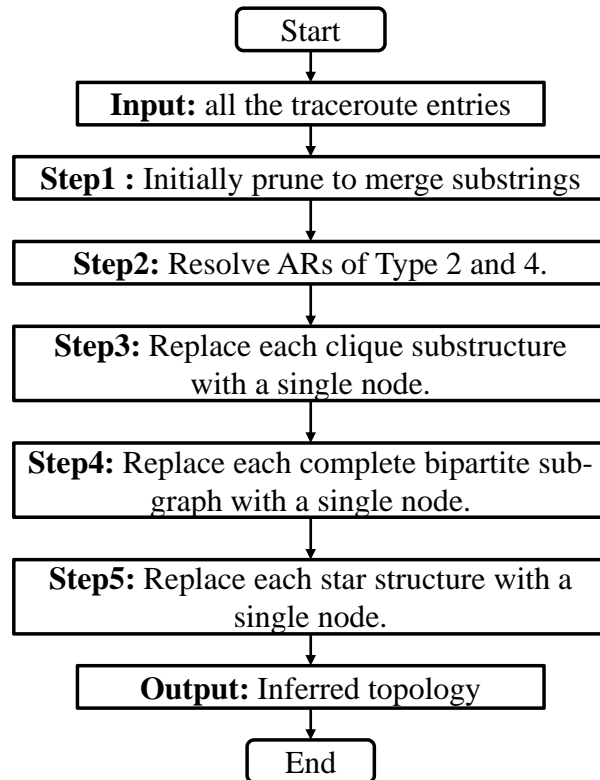 Start
Input: all the traceroute entries
Step1 : Initially prune to merge substrings
Step2: Resolve ARs of Type 2 and 4.
Step3: Replace each clique substructure
with a single node.
Step4: Replace each complete bipartite sub-
graph with a single node.
Step5: Replace each star structure with a
single node.
Output: Inferred topology
End